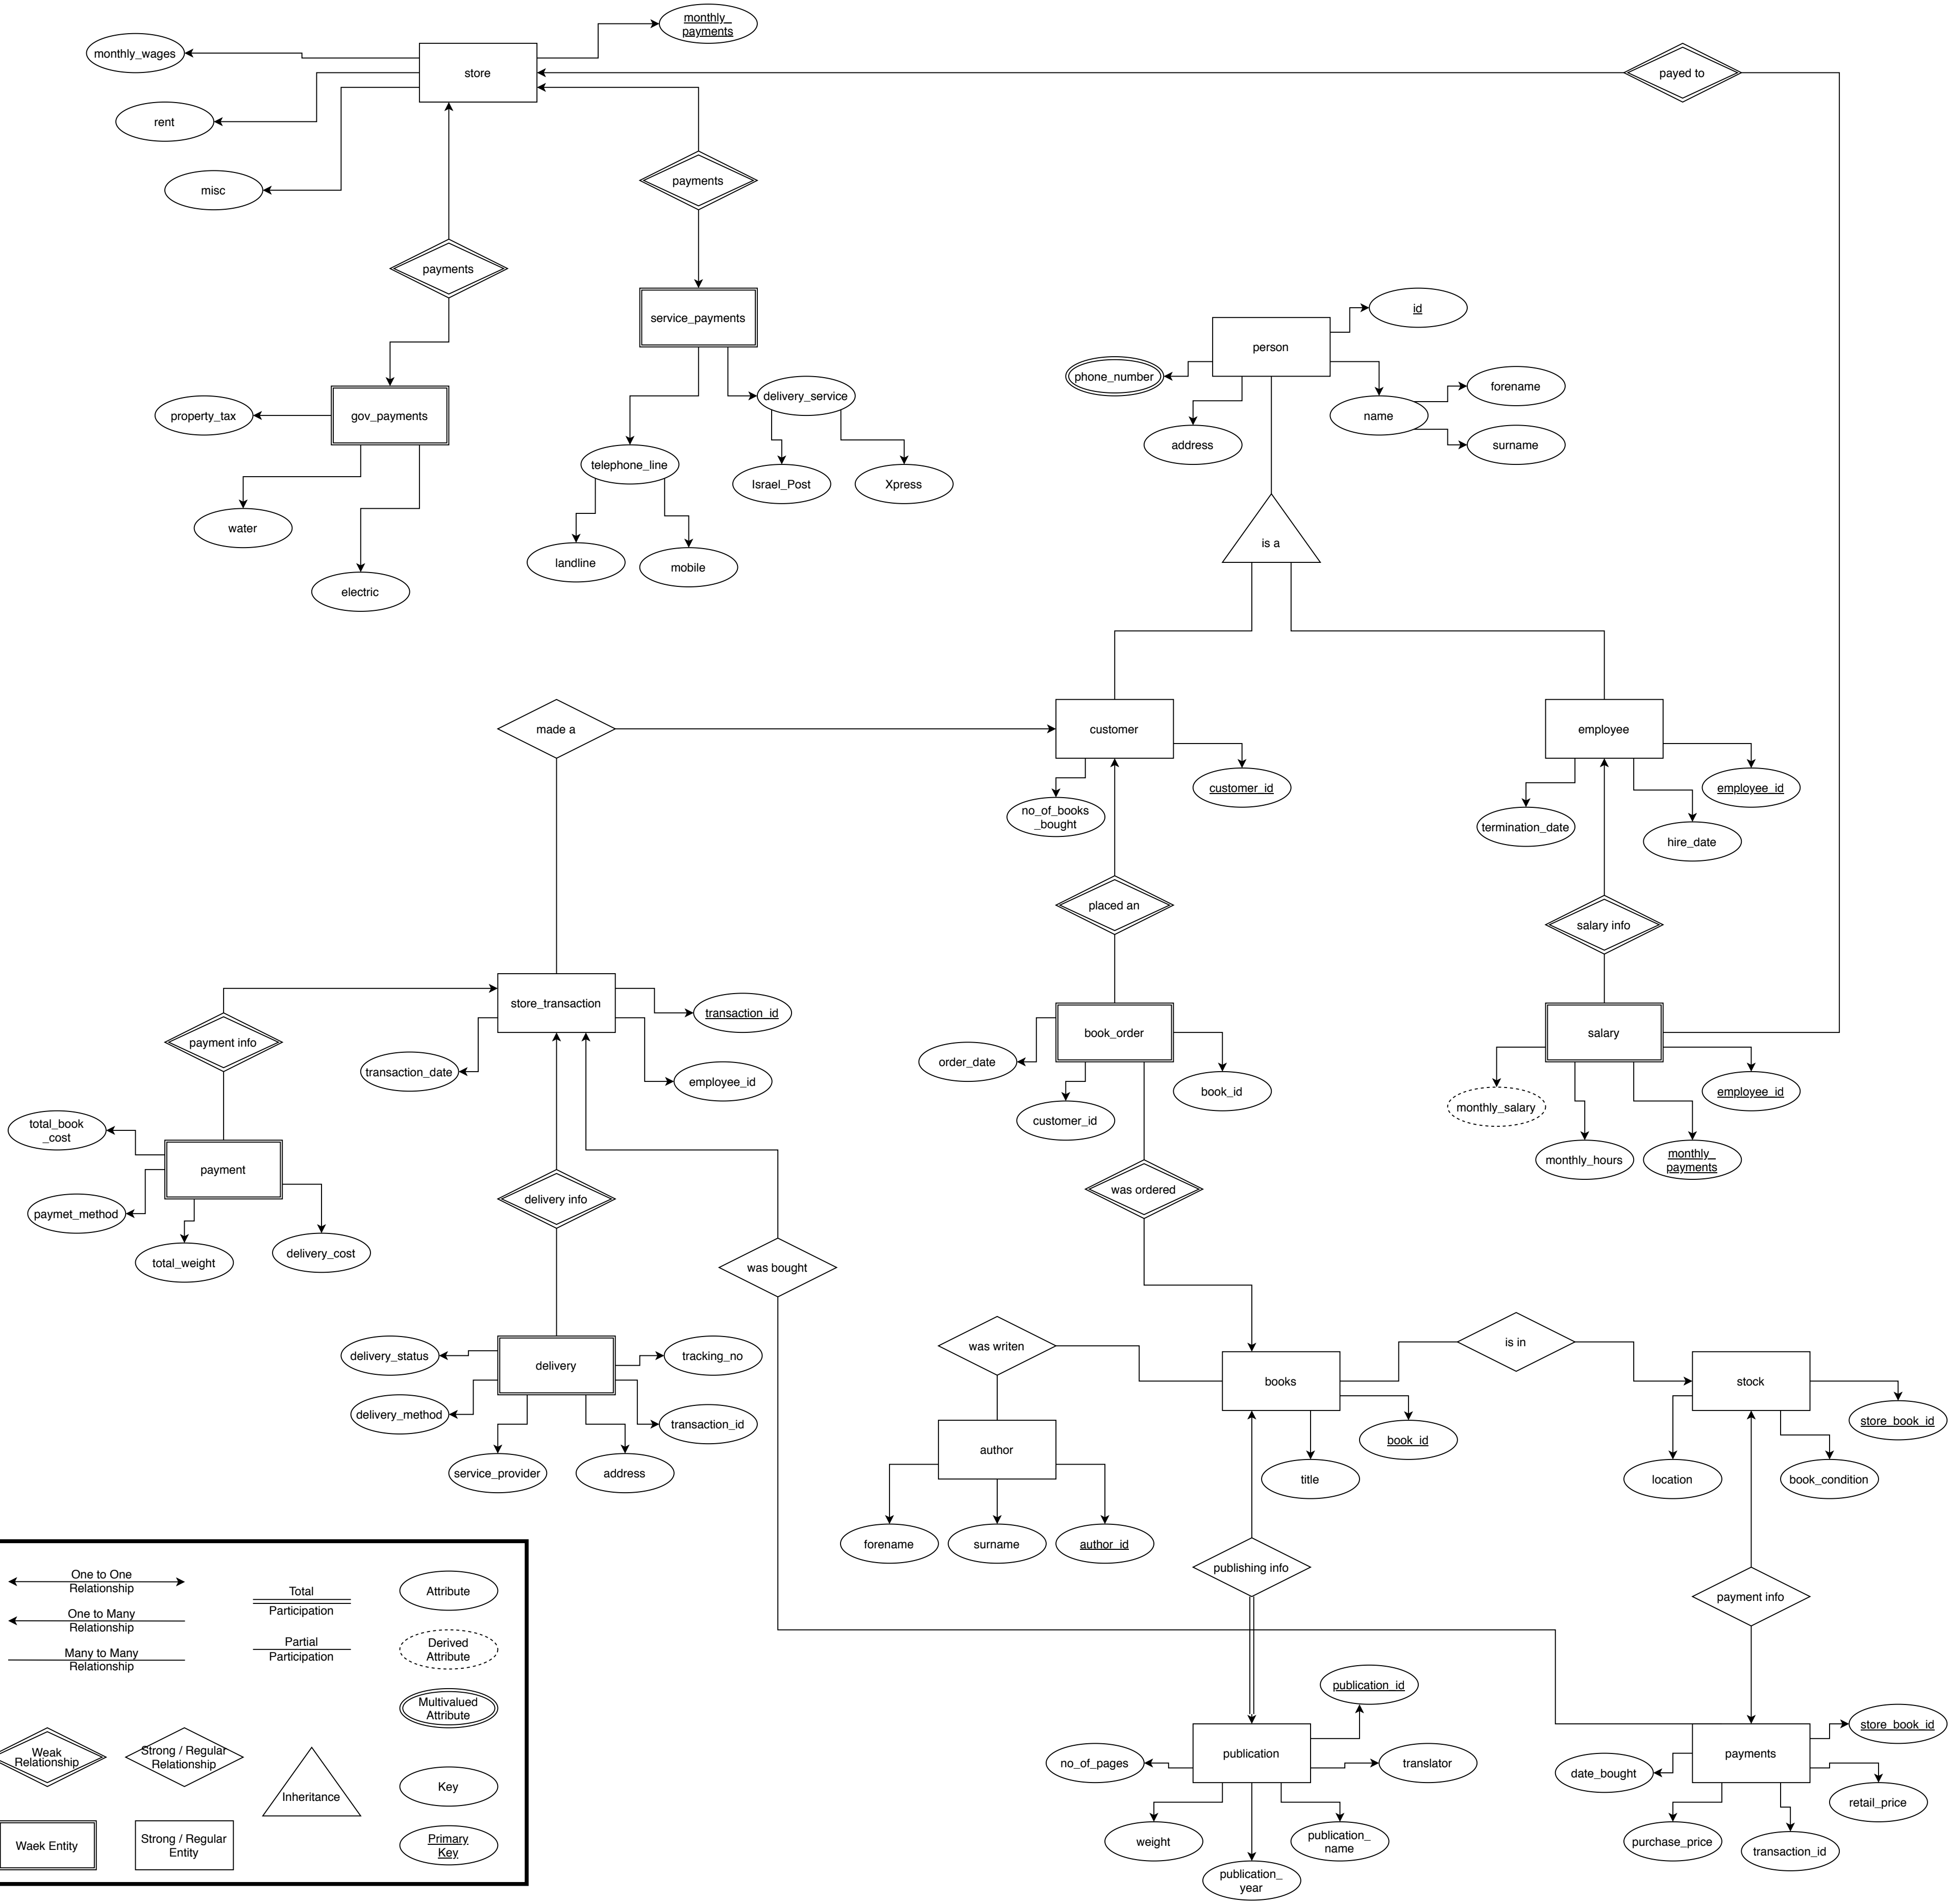 monthly_
payments
monthly_wages
store
payed to
rent
misc
payments
payments
service_payments
id
person
phone_number
forename
name
address
surname
property_tax
gov_payments
delivery_service
telephone_line
Israel_Post
Xpress
water
landline
mobile
electric
is a
made a
customer
employee
no_of_books
_bought
customer_id
termination_date
employee_id
hire_date
placed an
salary info
store_transaction
transaction_id
payment info
transaction_date
employee_id
book_order
order_date
customer_id
book_id
salary
monthly_salary
employee_id
monthly_hours
monthly_
payments
total_book
_cost
payment
paymet_method
total_weight
delivery_cost
delivery info
was bought
was ordered
delivery_status
delivery
tracking_no
delivery_method
transaction_id
service_provider
address
was writen
books
is in
stock
author
title
book_id
location
store_book_id
book_condition
forename
surname
author_id
publishing info
payment info
publication_id
no_of_pages
publication
translator
weight
publication_
name
publication_
year
store_book_id
date_bought
payments
retail_price
purchase_price
transaction_id
One to One
Relationship
One to Many
Relationship
Many to Many
Relationship
Total
Participation
Partial
Participation
Attribute
Derived
Attribute
Multivalued
Attribute
Weak
Relationship
Strong / Regular
Relationship
Inheritance
Key
Waek Entity
Strong / Regular
Entity
Primary
Key